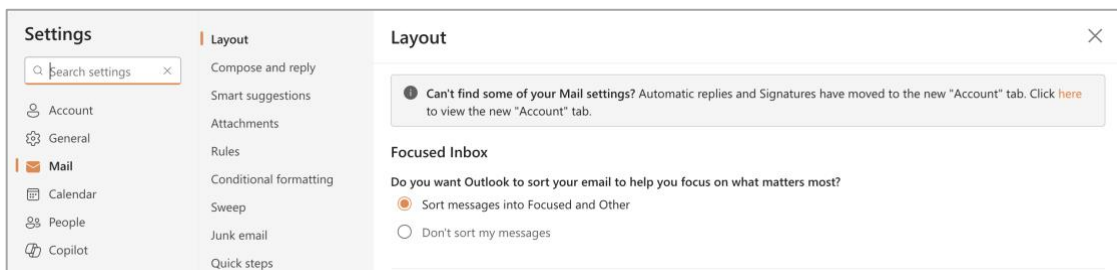 Settings
Search settings
Account
General
Mail
Calendar
People
Copilot
Layout
Compose and reply
Smart suggestions
Attachments
Rules
Conditional formatting
Sweep
Junk email
Quick steps
Layout
Can't find some of your Mail settings? Automatic replies and Signatures have moved to the new "Account" tab. Click here
to view the new "Account" tab.
Focused Inbox
Do you want Outlook to sort your email to help you focus on what matters most?
Sort messages into Focused and Other
Don't sort my messages